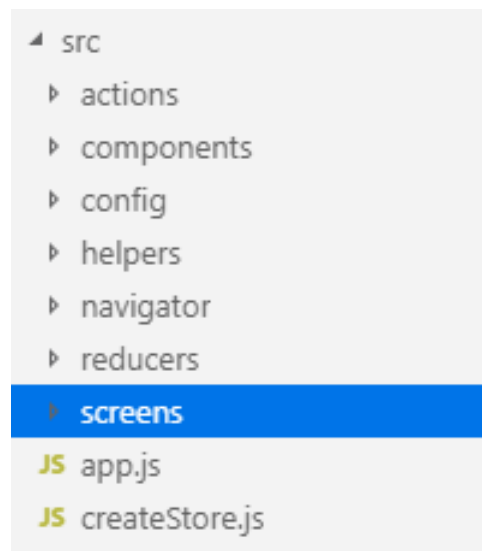 src
actions
components
config
helpers
navigator
reducers
screens
JS app.js
JS createStore.js